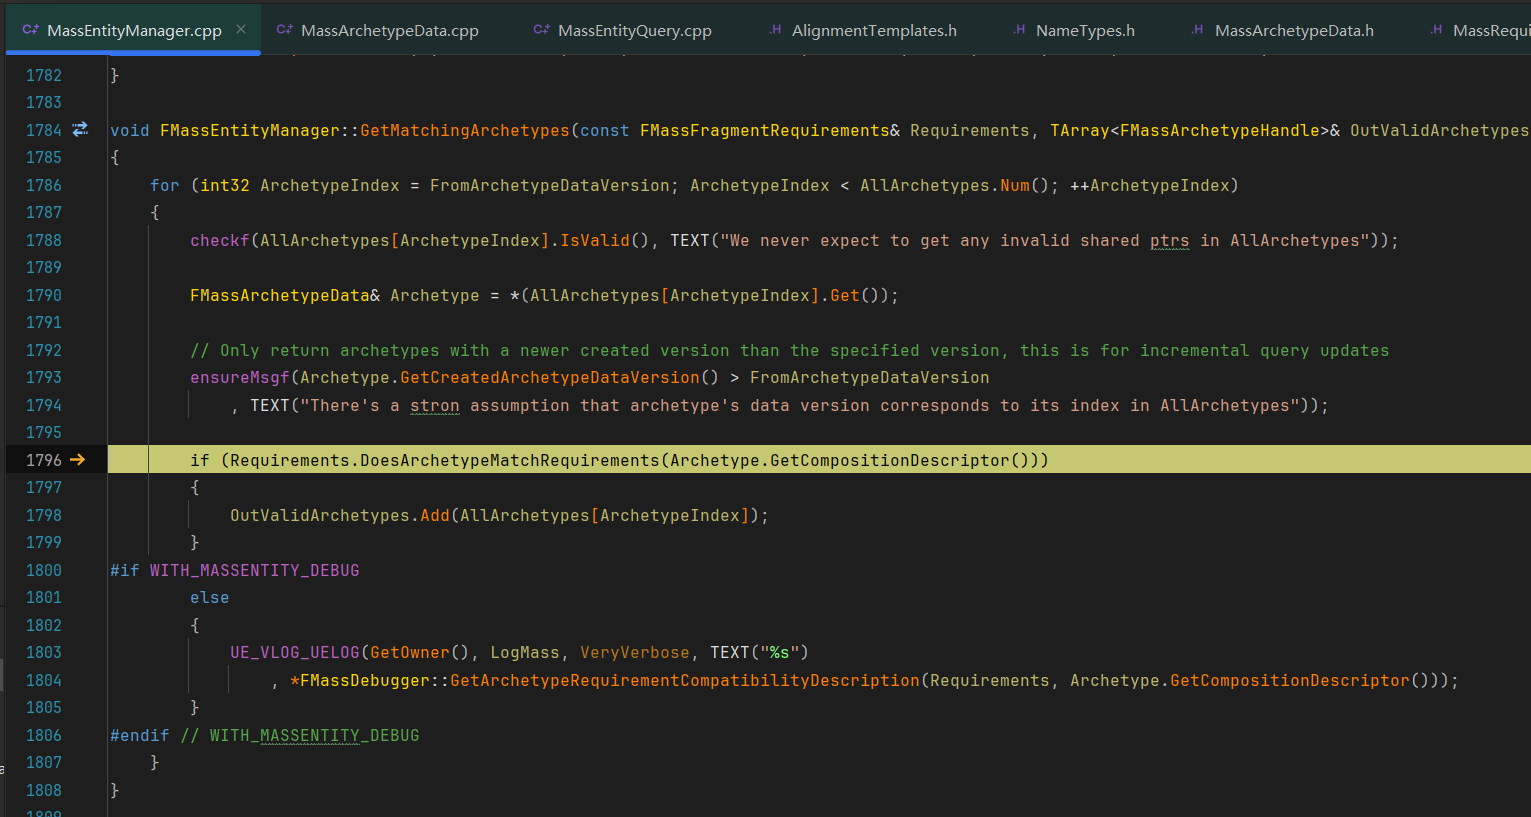 MassEntityManager.cpp × MassArchetypeData.cpp MassEntityQuery.cpp .H AlignmentTemplates.h .H NameTypes.h .H MassArchetypeData.h .H MassRequi
1782 }
1783
1784 void FMassEntityManager::GetMatchingArchetypes(const FMassFragmentRequirements& Requirements, TArray<FMassArchetypeHandle>& OutValidArchetypes
1785 {
1786 for (int32 ArchetypeIndex = FromArchetypeDataVersion; ArchetypeIndex < AllArchetypes.Num(); ++ArchetypeIndex)
1787 {
1788 checkf(AllArchetypes[ArchetypeIndex].IsValid(), TEXT("We never expect to get any invalid shared ptrs in AllArchetypes"));
1789
1790 FMassArchetypeData& Archetype = *(AllArchetypes[ArchetypeIndex].Get());
1791
1792 // Only return archetypes with a newer created version than the specified version, this is for incremental query updates
1793 ensureMsgf(Archetype.GetCreatedArchetypeDataVersion() > FromArchetypeDataVersion
1794 , TEXT("There's a stron assumption that archetype's data version corresponds to its index in AllArchetypes"));
1795
1796 if (Requirements.DoesArchetypeMatchRequirements(Archetype.GetCompositionDescriptor()))
1797 {
1798 OutValidArchetypes.Add(AllArchetypes[ArchetypeIndex]);
1799 }
1800 #if WITH_MASSENTITY_DEBUG
1801 else
1802 {
1803 UE_VLOG_UELOG(GetOwner(), LogMass, VeryVerbose, TEXT("%s")
1804 , *FMassDebugger::GetArchetypeRequirementCompatibilityDescription(Requirements, Archetype.GetCompositionDescriptor()));
1805 }
1806 #endif // WITH_MASSENTITY_DEBUG
1807 }
1808 }